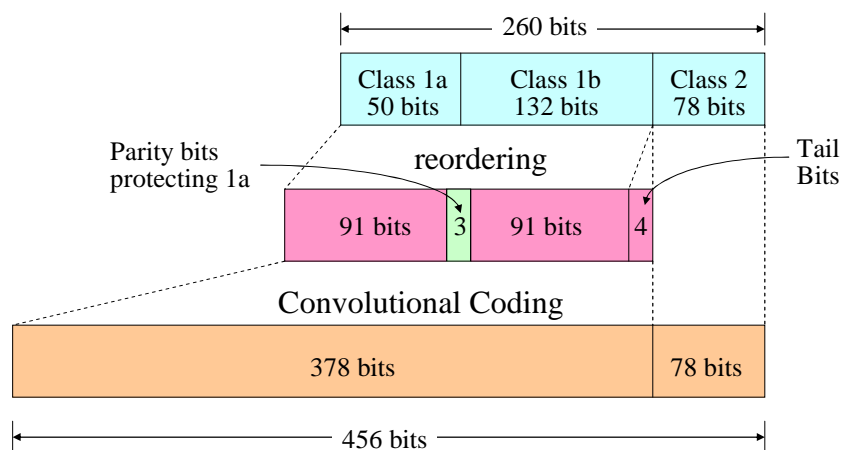 260 bits
Class 1a
50 bits
Class 1b
132 bits
Class 2
78 bits
Parity bits
protecting 1a
reordering
Tail
Bits
91 bits
3
91 bits
4
Convolutional Coding
378 bits
78 bits
456 bits